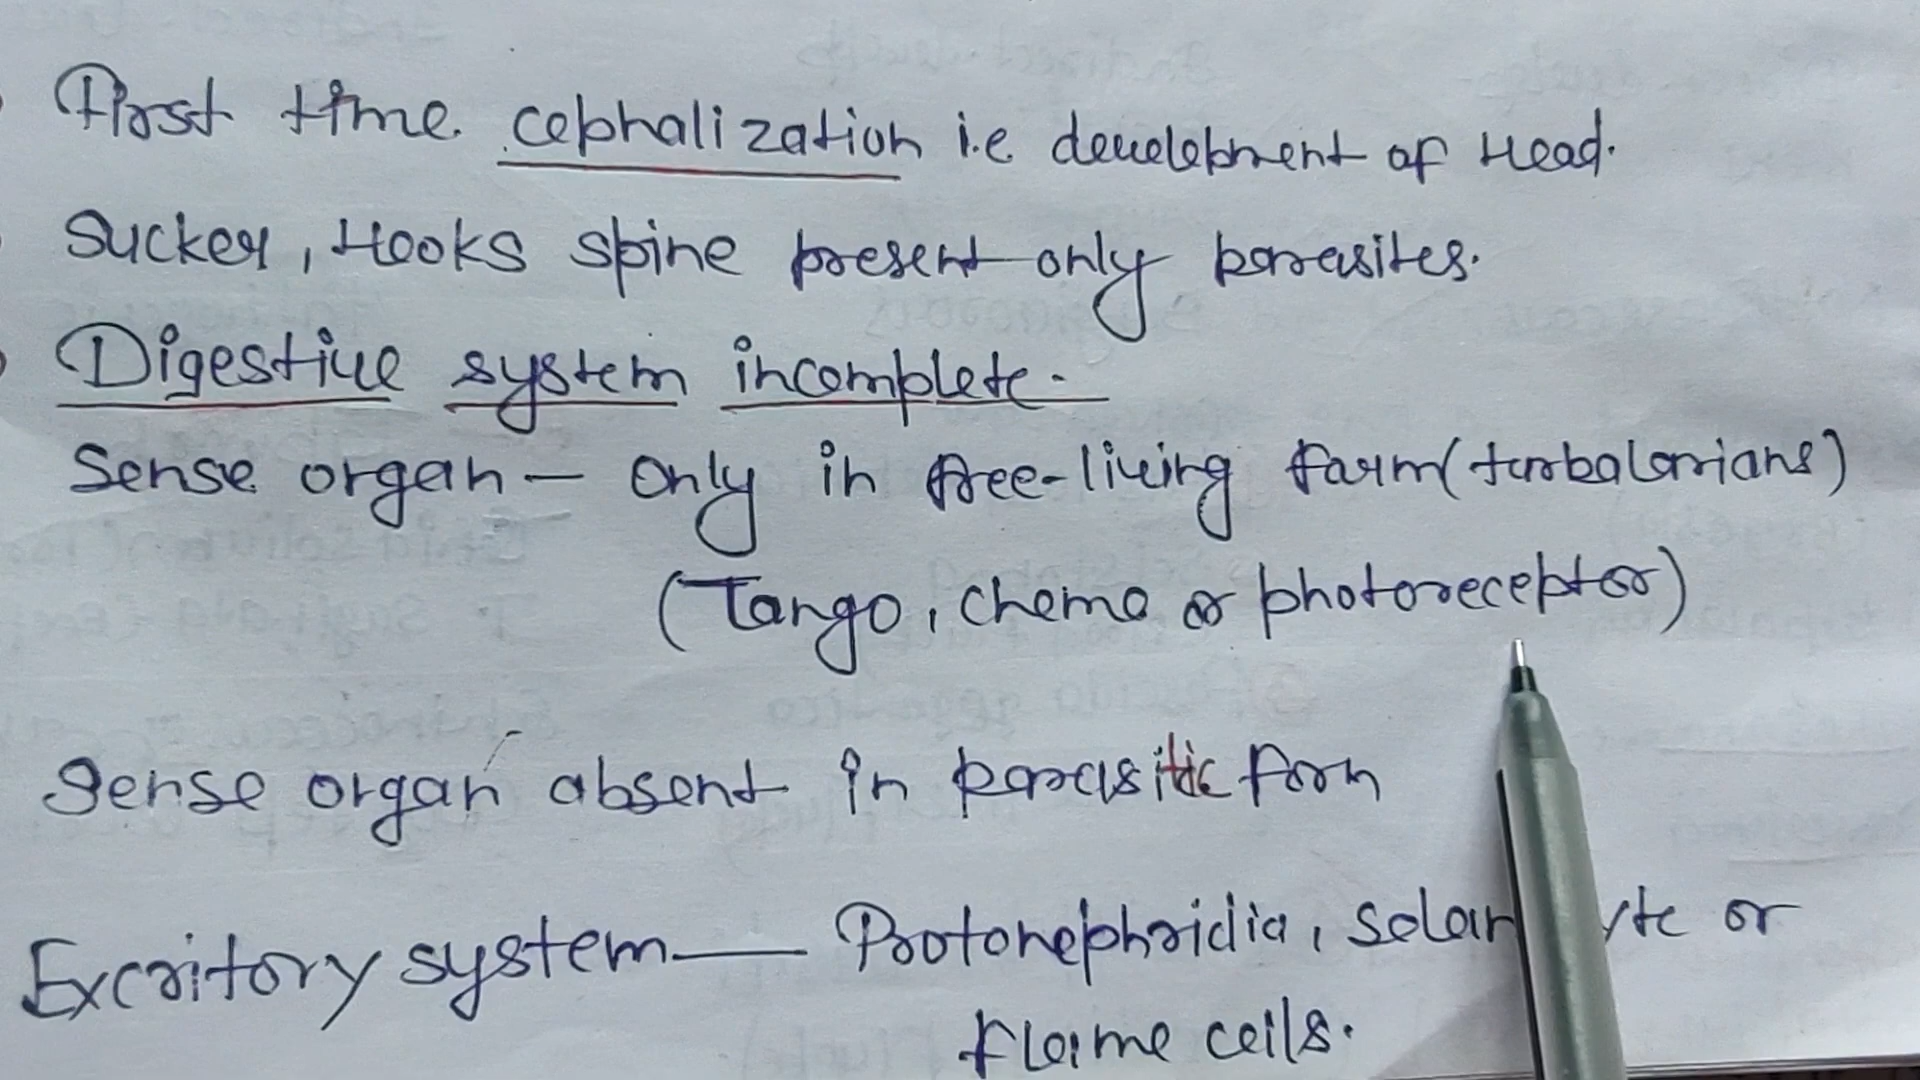 First time cephalization i.e development of Head.
Sucker, Hooks spine present only parasites.
Digestive system incomplete.
Sense organ — only in free-living farm (turbalarians)
(Tango, chemo or photoreceptor)
Sense organ absent in parasitic form
Excritory system — Protonephridia, or
flame cells.